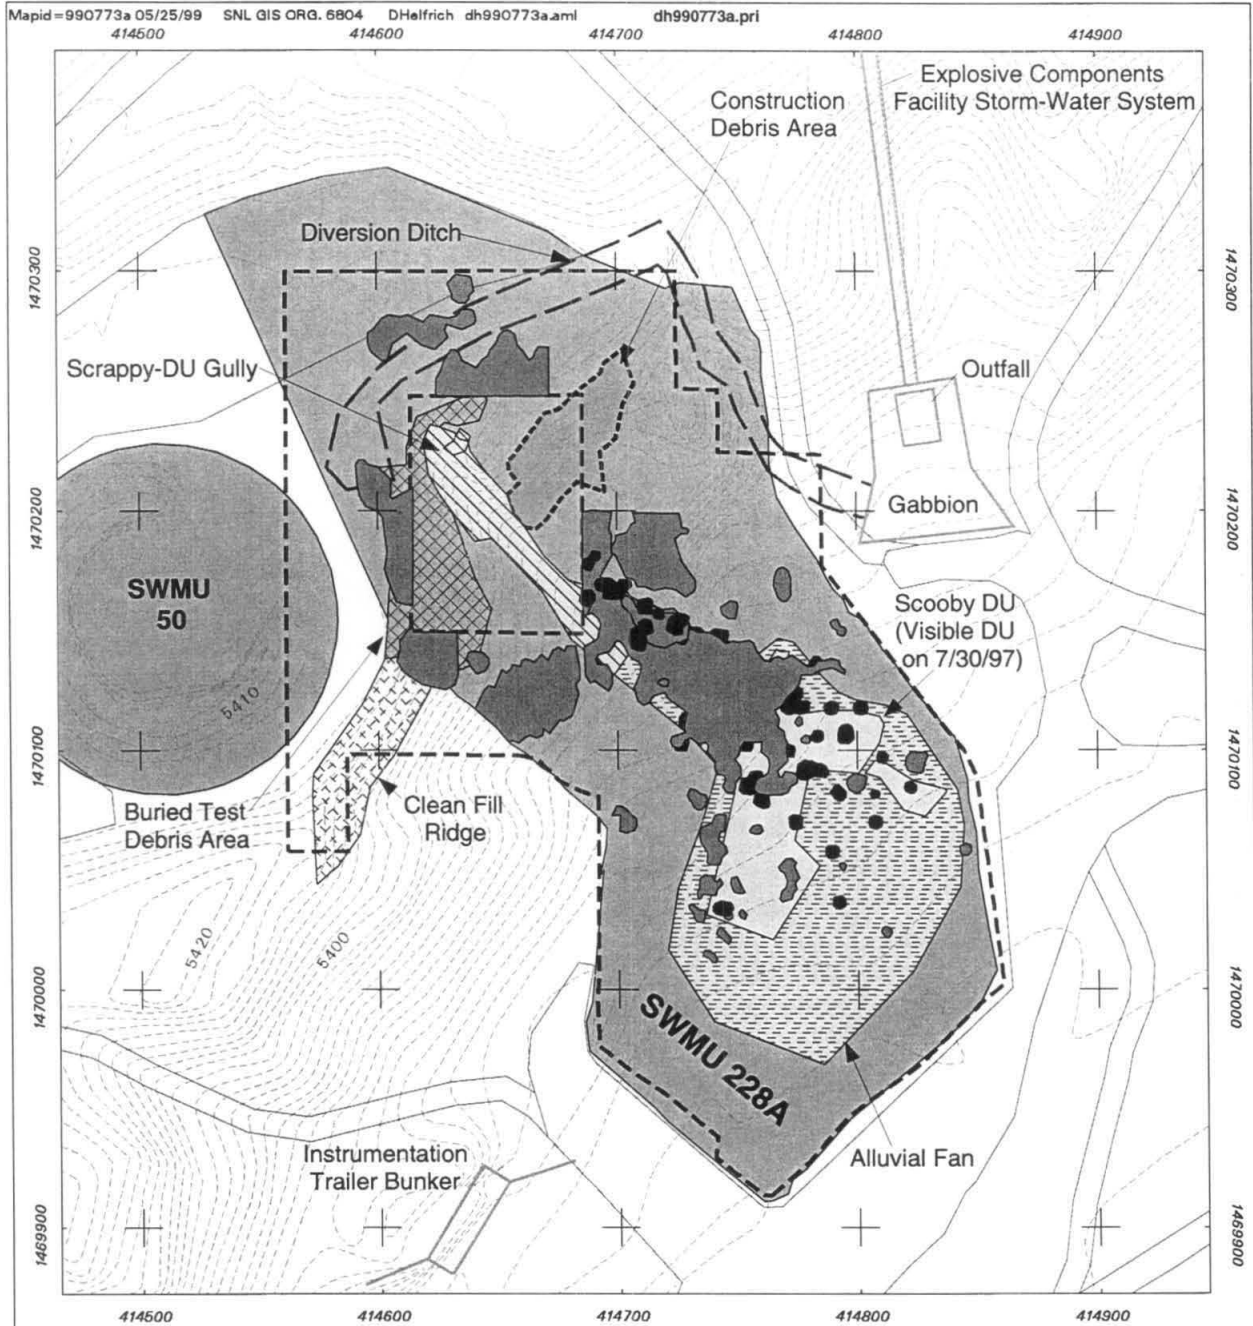 Mapid=990773a 05/25/99 SNL GIS ORG. 6804 DHelfrich dh990773a.aml dh990773a.pri
414500 414600 414700 414800 414900
Explosive Components
Facility Storm-Water System
Construction
Debris Area
Diversion Ditch
1470300
1470300
Scrappy-DU Gully
Outfall
Gabbion
1470200
1470200
SWMU
50
Scooby DU
(Visible DU
on 7/30/97)
5410
1470100
1470100
Buried Test
Debris Area
Clean Fill
Ridge
5420
5400
1470000
1470000
SWMU 228A
Instrumentation
Trailer Bunker
Alluvial Fan
1469900
1469900
414500 414600 414700 414800 414900